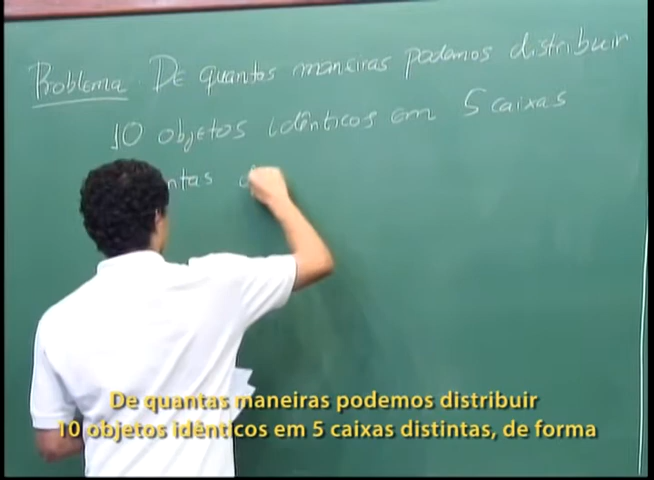 Problema. De quantas maneiras podemos distribuir
10 objetos idênticos em 5 caixas
ntas d
De quantas maneiras podemos distribuir
10 objetos idênticos em 5 caixas distintas, de forma